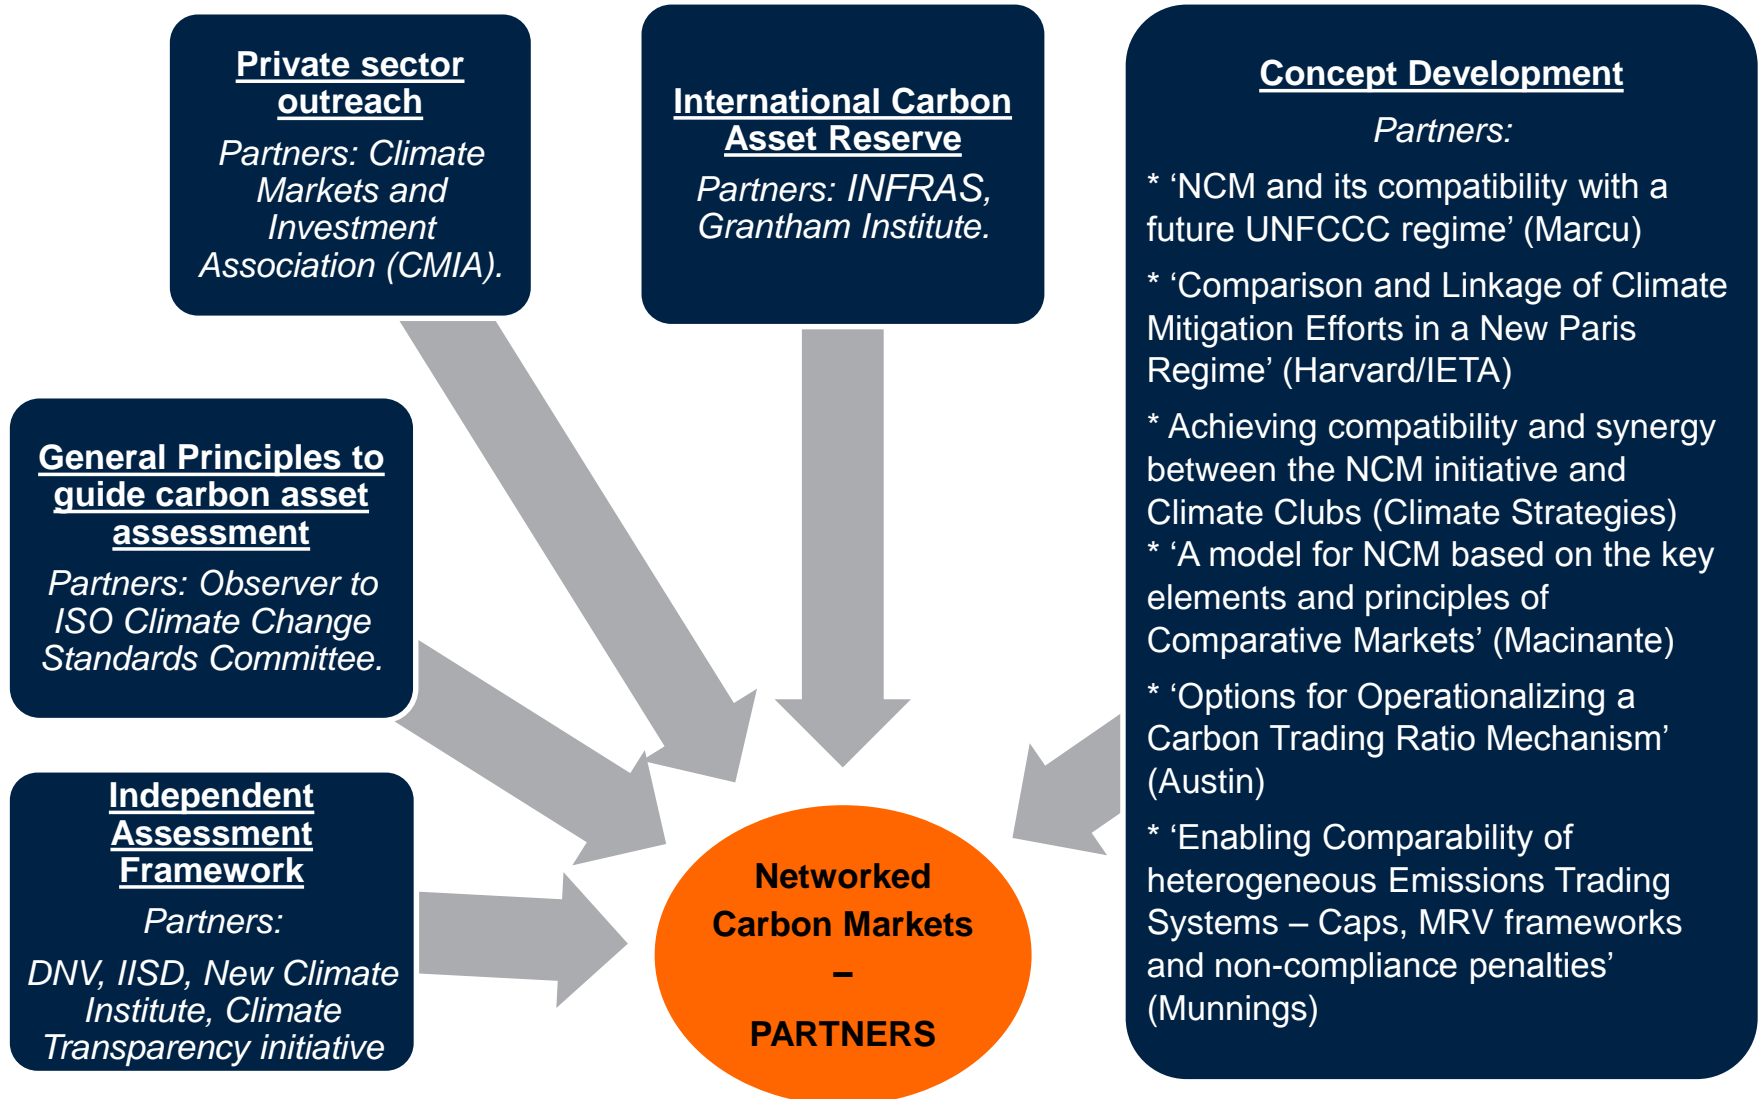 Private sector
outreach
Partners: Climate
Markets and
Investment
Association (CMIA).
International Carbon
Asset Reserve
Partners: INFRAS,
Grantham Institute.
Concept Development
Partners:
* ‘NCM and its compatibility with a
future UNFCCC regime’ (Marcu)
* ‘Comparison and Linkage of Climate
Mitigation Efforts in a New Paris
Regime’ (Harvard/IETA)
* Achieving compatibility and synergy
between the NCM initiative and
Climate Clubs (Climate Strategies)
* ‘A model for NCM based on the key
elements and principles of
Comparative Markets’ (Macinante)
* ‘Options for Operationalizing a
Carbon Trading Ratio Mechanism’
(Austin)
* ‘Enabling Comparability of
heterogeneous Emissions Trading
Systems – Caps, MRV frameworks
and non-compliance penalties’
(Munnings)
General Principles to
guide carbon asset
assessment
Partners: Observer to
ISO Climate Change
Standards Committee.
Independent
Assessment
Framework
Partners:
DNV, IISD, New Climate
Institute, Climate
Transparency initiative
Networked
Carbon Markets
–
PARTNERS